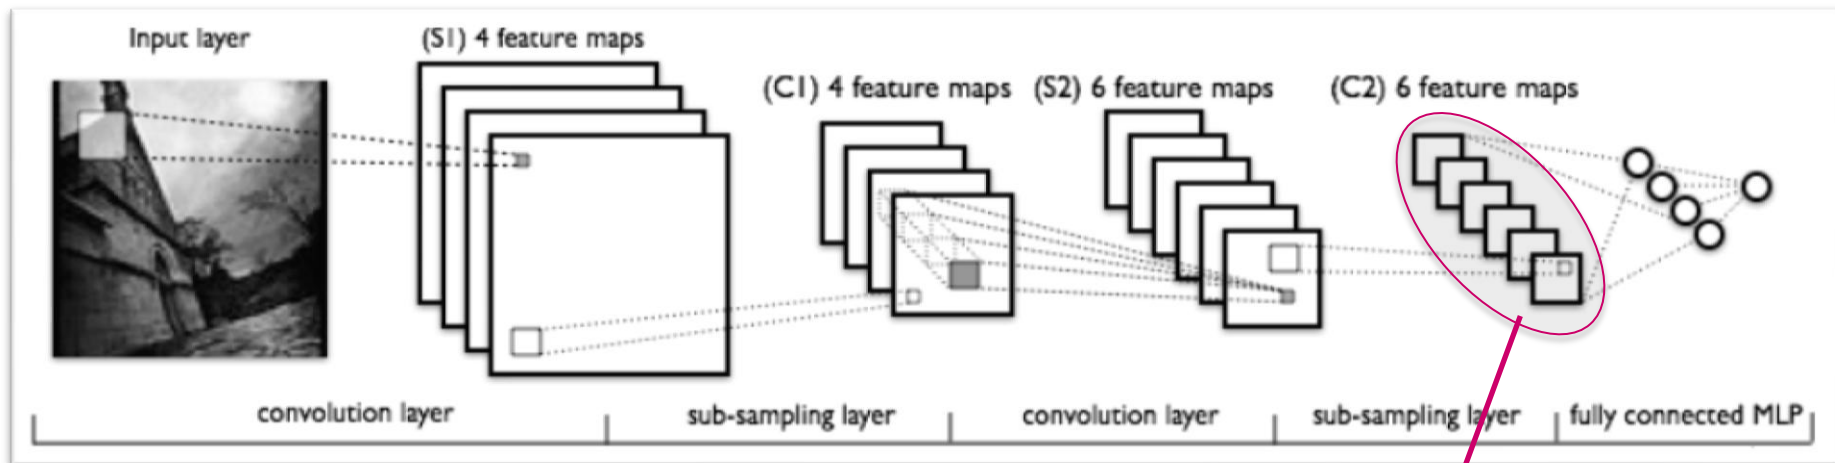 Input layer
(S1) 4 feature maps
(C1) 4 feature maps
(S2) 6 feature maps
(C2) 6 feature maps
convolution layer
sub-sampling layer
convolution layer
sub-sampling layer
fully connected MLP